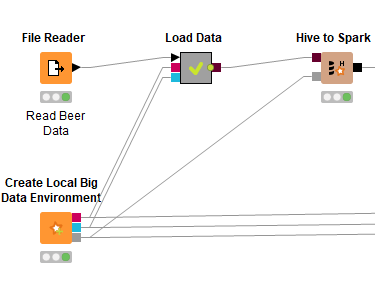 File Reader
Load Data
Hive to Spark
H
Read Beer
Data
Create Local Big
Data Environment